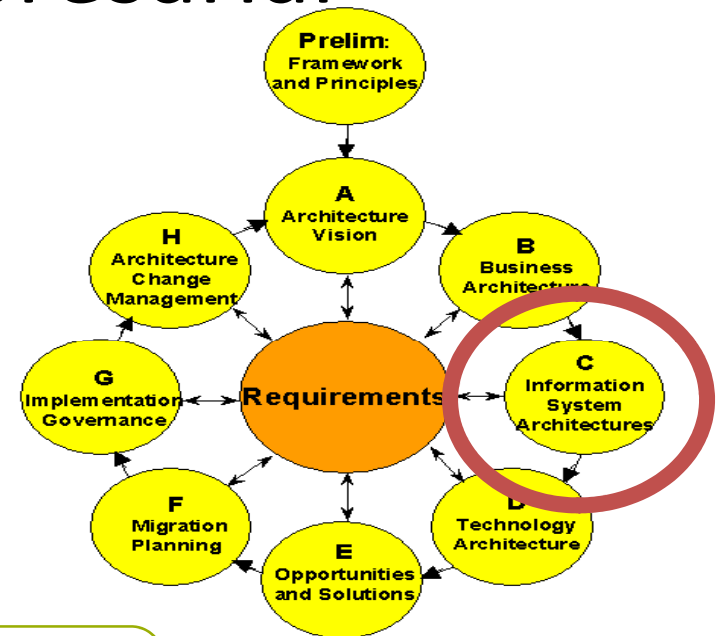 Prelim:
Framework
and Principles
A
Architecture
Vision
B
Business
Architecture
C
Information
System
Architectures
D
Technology
Architecture
E
Opportunities
and Solutions
F
Migration
Planning
G
Implementation
Governance
H
Architecture
Change
Management
Requirements